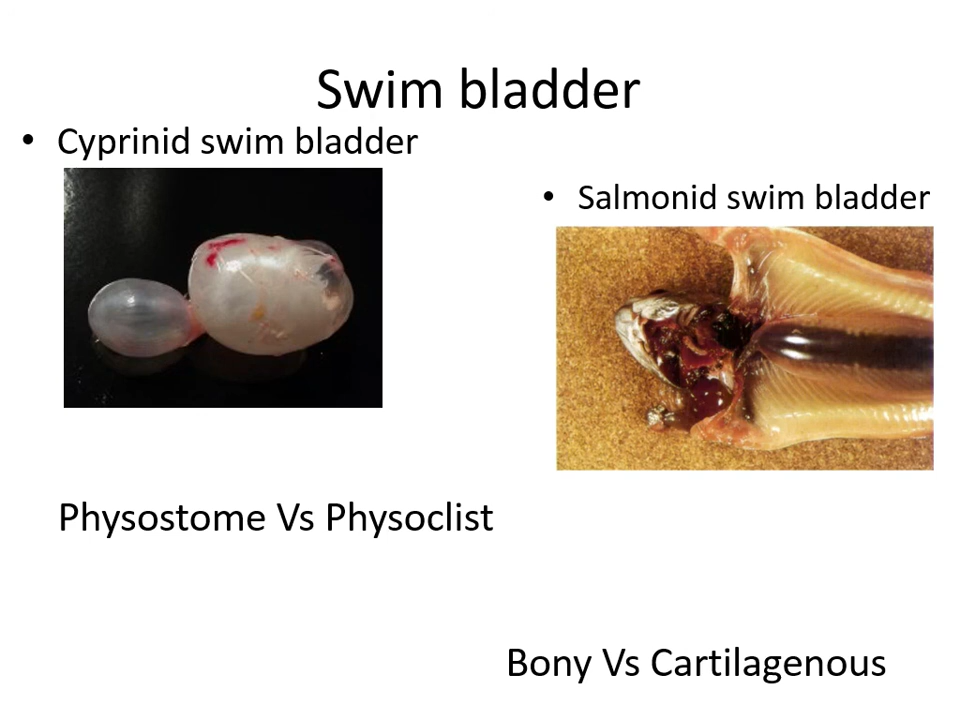 Swim bladder
• Cyprinid swim bladder
• Salmonid swim bladder
Physostome Vs Physoclist
Bony Vs Cartilagenous